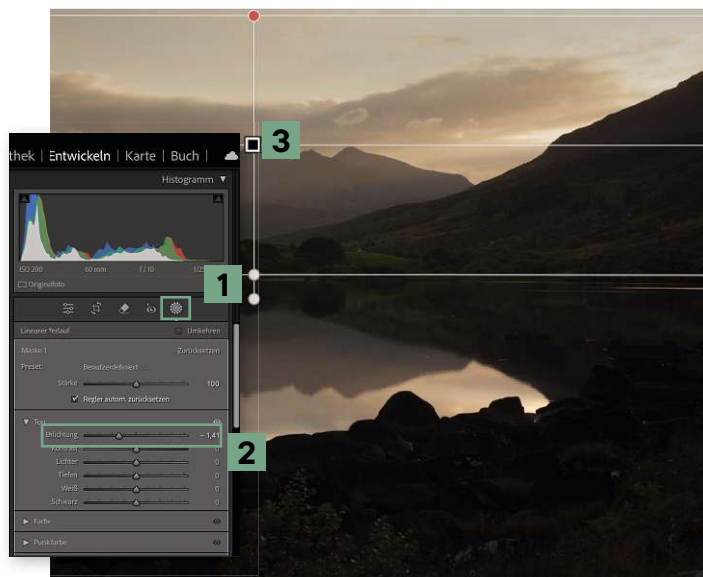 3
thek | Entwickeln | Karte | Buch |
Histogramm ▼
ISO 200 60 mm f / 10
Originalfoto
1
Linearer Verlauf Umkehren
Maske 1 Zurücksetzen
Preset: Benutzerdefiniert
Stärke 100
Regler autom. zurücksetzen
▼ Ton
Belichtung – 1,41
2
Kontrast 0
Lichter 0
Tiefen 0
Weiß 0
Schwarz 0
► Farbe
► Punktfarbe